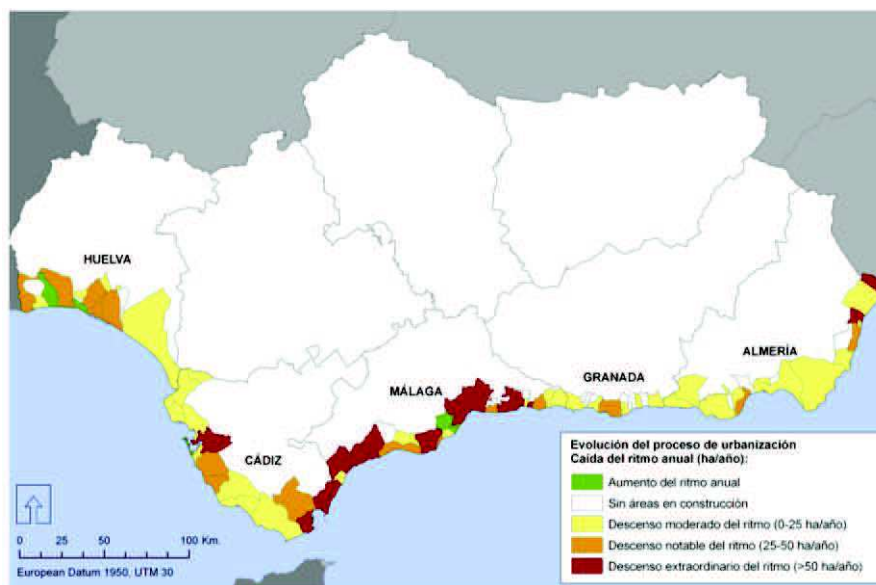 HUELVA
ALMERÍA
GRANADA
MÁLAGA
CÁDIZ
Evolución del proceso de urbanización
Caída del ritmo anual (ha/año):
Aumento del ritmo anual
Sin áreas en construcción
Descenso moderado del ritmo (0-25 ha/año)
Descenso notable del ritmo (25-50 ha/año)
Descenso extraordinario del ritmo (>50 ha/año)
0 25 50 100 Km.
European Datum 1950, UTM 30